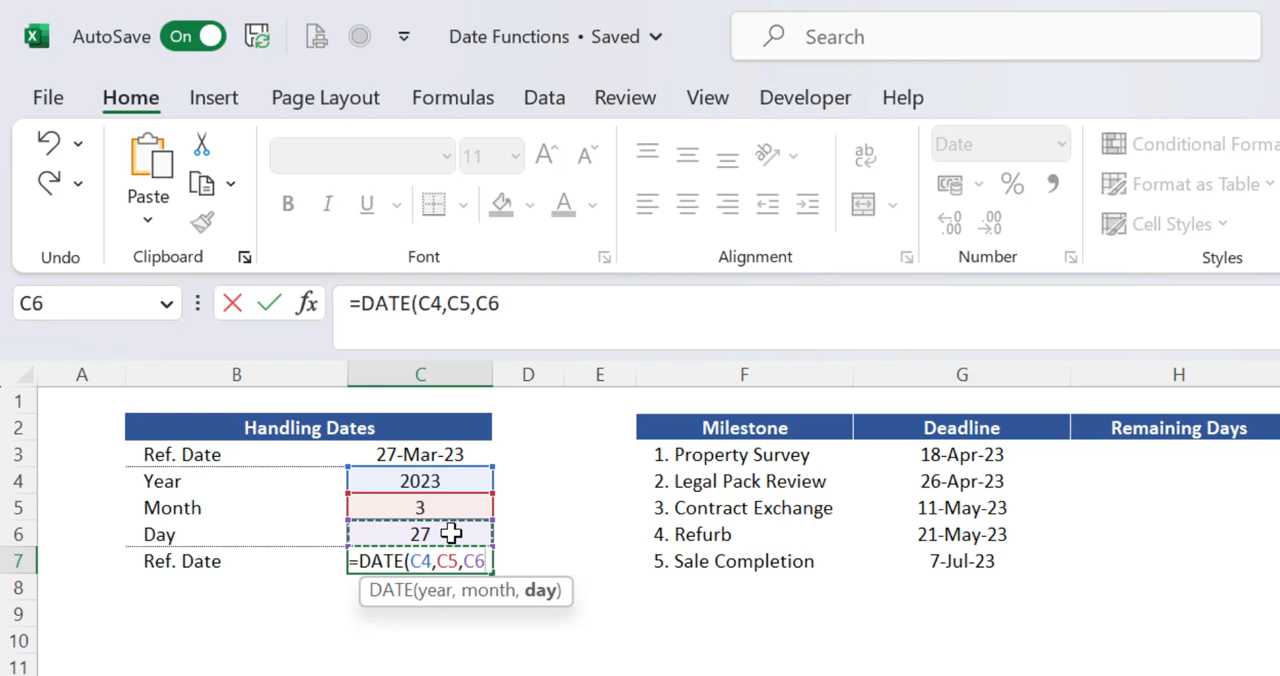 AutoSave On Date Functions • Saved Search
File Home Insert Page Layout Formulas Data Review View Developer Help
11 A A Date Conditional Forma
Paste B I U A ab c % Format as Table
.00 .00 Cell Styles
Undo Clipboard Font Alignment Number Styles
C6 fx =DATE(C4,C5,C6
A B C D E F G H
1
2 Handling Dates Milestone Deadline Remaining Days
3 Ref. Date 27-Mar-23 1. Property Survey 18-Apr-23
4 Year 2023 2. Legal Pack Review 26-Apr-23
5 Month 3 3. Contract Exchange 11-May-23
6 Day 27 4. Refurb 21-May-23
7 Ref. Date =DATE(C4,C5,C6 5. Sale Completion 7-Jul-23
8 DATE(year, month, day)
9
10
11